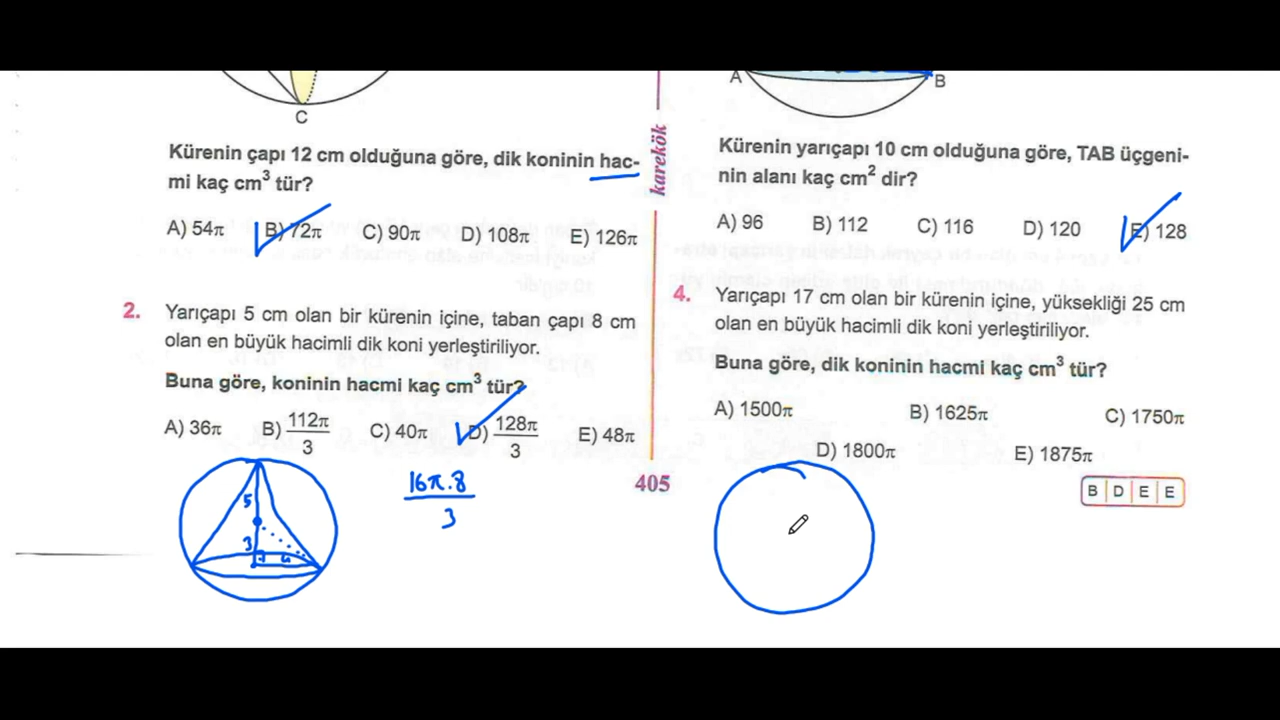 C
Kürenin çapı 12 cm olduğuna göre, dik koninin hac-
mi kaç cm³ tür?
A) 54π B) 72π C) 90π D) 108π E) 126π
2. Yarıçapı 5 cm olan bir kürenin içine, taban çapı 8 cm
olan en büyük hacimli dik koni yerleştiriliyor.
Buna göre, koninin hacmi kaç cm³ tür?
A) 36π B) 112π/3 C) 40π D) 128π/3 E) 48π
5
3
4
16π.8
3
karekök
405
A B
Kürenin yarıçapı 10 cm olduğuna göre, TAB üçgeni-
nin alanı kaç cm² dir?
A) 96 B) 112 C) 116 D) 120 E) 128
4. Yarıçapı 17 cm olan bir kürenin içine, yüksekliği 25 cm
olan en büyük hacimli dik koni yerleştiriliyor.
Buna göre, dik koninin hacmi kaç cm³ tür?
A) 1500π B) 1625π C) 1750π
D) 1800π E) 1875π
B D E E